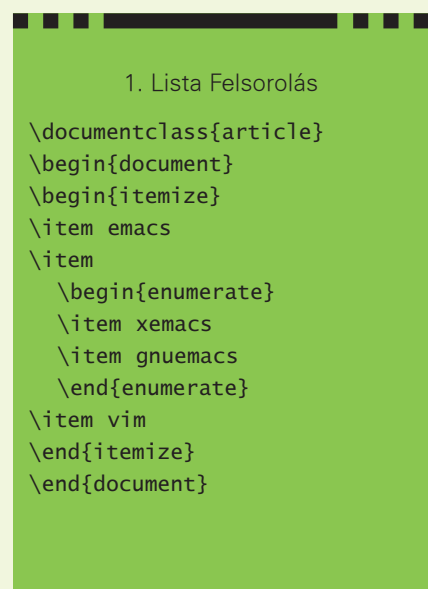 1. Lista Felsorolás
\documentclass{article}
\begin{document}
\begin{itemize}
\item emacs
\item
\begin{enumerate}
\item xemacs
\item gnuemacs
\end{enumerate}
\item vim
\end{itemize}
\end{document}